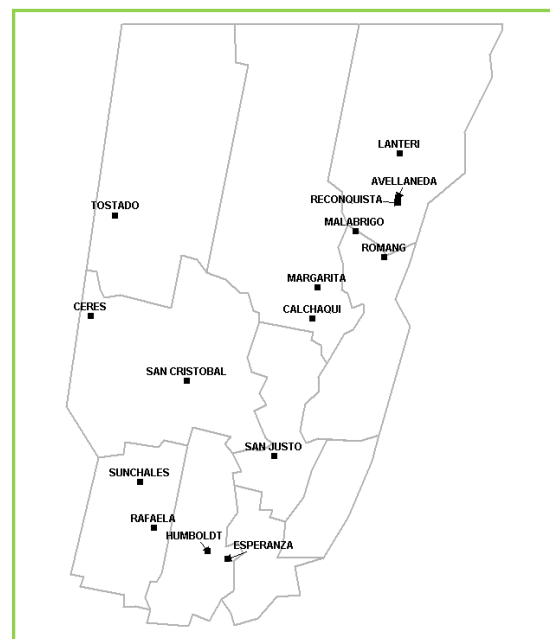 LANTERI
AVELLANEDA
RECONQUISTA
TOSTADO
MALABRIGO
ROMANG
MARGARITA
CERES
CALCHAQUI
SAN CRISTOBAL
SAN JUSTO
SUNCHALES
RAFAELA
HUMBOLDT
ESPERANZA